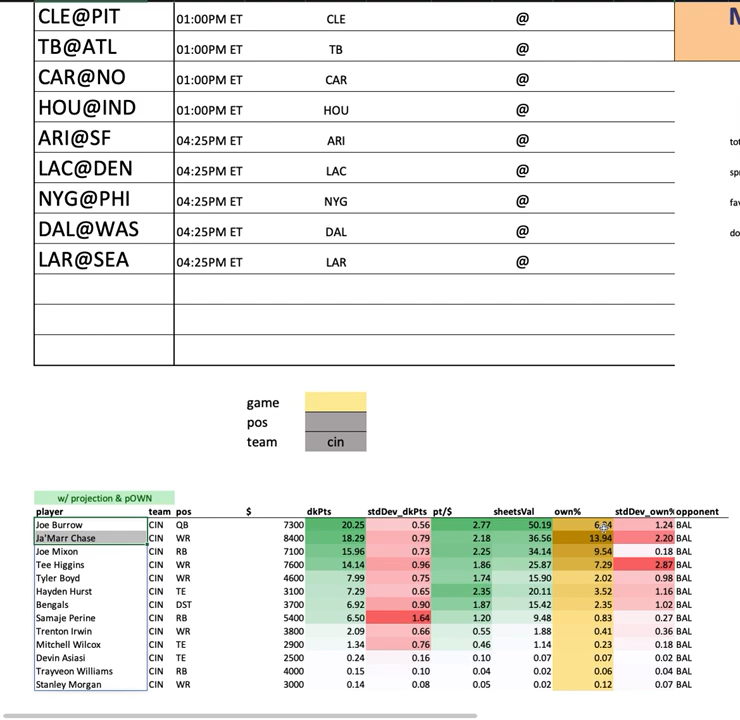 CLE@PIT 01:00PM ET CLE @
TB@ATL 01:00PM ET TB @
CAR@NO 01:00PM ET CAR @
HOU@IND 01:00PM ET HOU @
ARI@SF 04:25PM ET ARI @ tot
LAC@DEN 04:25PM ET LAC @ spr
NYG@PHI 04:25PM ET NYG @ fav
DAL@WAS 04:25PM ET DAL @ do
LAR@SEA 04:25PM ET LAR @
game
pos
team cin
w/ projection & pOWN
player team pos $ dkPts stdDev_dkPts pt/$ sheetsVal own% stdDev_own% opponent
Joe Burrow CIN QB 7300 20.25 0.56 2.77 50.19 1.24 BAL
Ja'Marr Chase CIN WR 8400 18.29 0.79 2.18 36.56 13.94 2.20 BAL
Joe Mixon CIN RB 7100 15.96 0.73 2.25 34.14 9.54 0.18 BAL
Tee Higgins CIN WR 7600 14.14 0.96 1.86 25.87 7.29 2.87 BAL
Tyler Boyd CIN WR 4600 7.99 0.75 1.74 15.90 2.02 0.98 BAL
Hayden Hurst CIN TE 3100 7.29 0.65 2.35 20.11 3.52 1.16 BAL
Bengals CIN DST 3700 6.92 0.90 1.87 15.42 2.35 1.02 BAL
Samaje Perine CIN RB 5400 6.50 1.64 1.20 9.48 0.83 0.27 BAL
Trenton Irwin CIN WR 3800 2.09 0.66 0.55 1.88 0.41 0.36 BAL
Mitchell Wilcox CIN TE 2900 1.34 0.76 0.46 1.14 0.23 0.18 BAL
Devin Asiasi CIN TE 2500 0.24 0.16 0.10 0.07 0.07 0.02 BAL
Trayveon Williams CIN RB 4000 0.15 0.10 0.04 0.02 0.06 0.04 BAL
Stanley Morgan CIN WR 3000 0.14 0.08 0.05 0.02 0.12 0.07 BAL